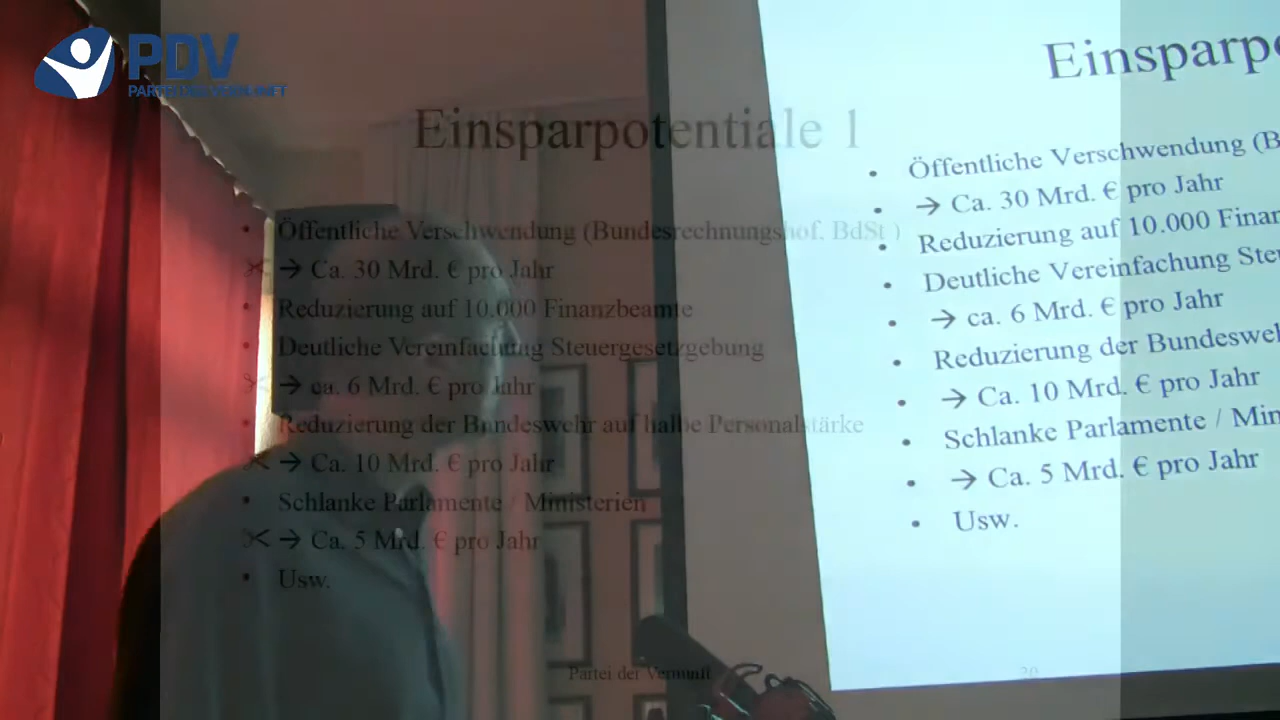 PDV
PARTEI DER VERNUNFT
Einsparpotentiale 1
• Öffentliche Verschwendung (Bundesrechnungshof, BdSt )
→ Ca. 30 Mrd. € pro Jahr
• Reduzierung auf 10.000 Finanzbeamte
• Deutliche Vereinfachung Steuergesetzgebung
→ ca. 6 Mrd. € pro Jahr
• Reduzierung der Bundeswehr auf halbe Personalstärke
→ Ca. 10 Mrd. € pro Jahr
• Schlanke Parlamente / Ministerien
→ Ca. 5 Mrd. € pro Jahr
• Usw.
Partei der Vernunft
20
Einsparpo
• Öffentliche Verschwendung (B
• → Ca. 30 Mrd. € pro Jahr
• Reduzierung auf 10.000 Finan
• Deutliche Vereinfachung Steu
• → ca. 6 Mrd. € pro Jahr
• Reduzierung der Bundesweh
• → Ca. 10 Mrd. € pro Jahr
• Schlanke Parlamente / Min
• → Ca. 5 Mrd. € pro Jahr
• Usw.